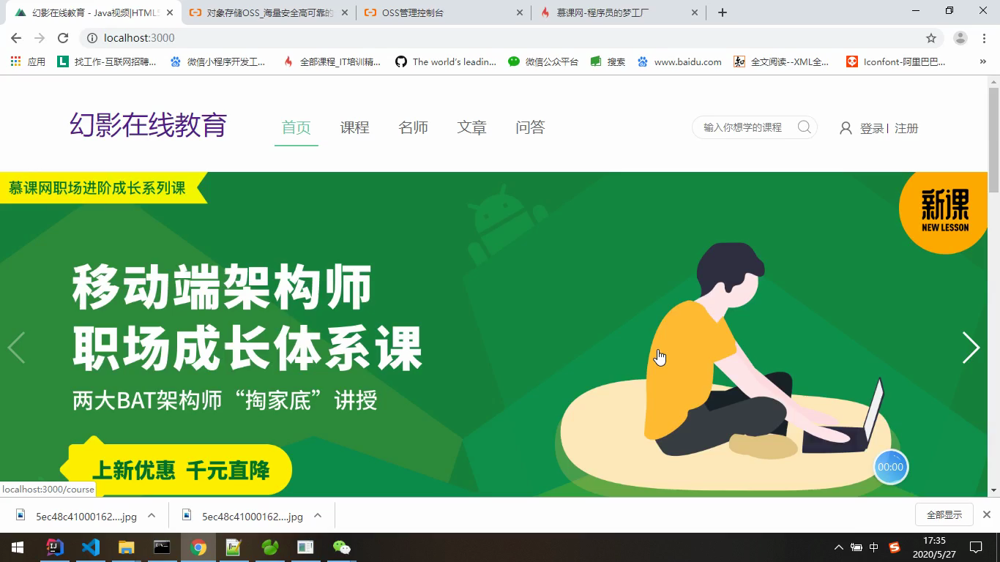 幻影在线教育 - Java视频|HTML5
对象存储OSS_海量安全高可靠的
OSS管理控制台
慕课网-程序员的梦工厂
localhost:3000
应用
找工作-互联网招聘...
微信小程序开发工...
全部课程_IT培训精...
The world's leadin...
微信公众平台
搜索
www.baidu.com
全文阅读--XML全...
Iconfont-阿里巴巴...
幻影在线教育
首页
课程
名师
文章
问答
输入你想学的课程
登录 | 注册
慕课网职场进阶成长系列课
新课
NEW LESSON
移动端架构师
职场成长体系课
两大BAT架构师“掏家底”讲授
上新优惠 千元直降
00:00
localhost:3000/course
5ec48c41000162....jpg
5ec48c41000162....jpg
全部显示
中
17:35
2020/5/27